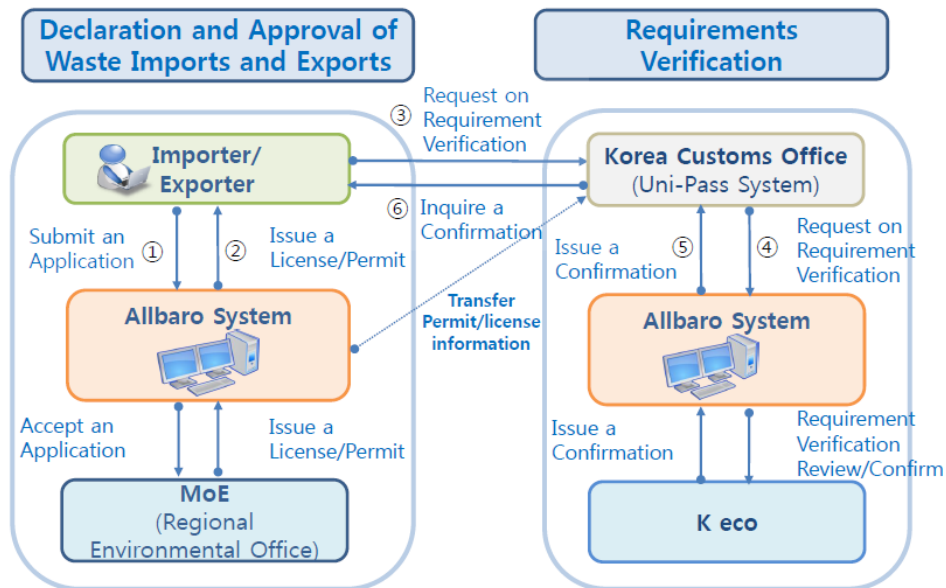 Declaration and Approval of
Waste Imports and Exports
Requirements
Verification
③ Request on
Requirement
Verification
Importer/
Exporter
Korea Customs Office
(Uni-Pass System)
⑥ Inquire a
Confirmation
Submit an
Application
①
②
Issue a
License/Permit
Issue a
Confirmation
⑤
④
Request on
Requirement
Verification
Allbaro System
Transfer
Permit/license
information
Allbaro System
Accept an
Application
Issue a
License/Permit
Issue a
Confirmation
Requirement
Verification
Review/Confirm
MoE
(Regional
Environmental Office)
K eco